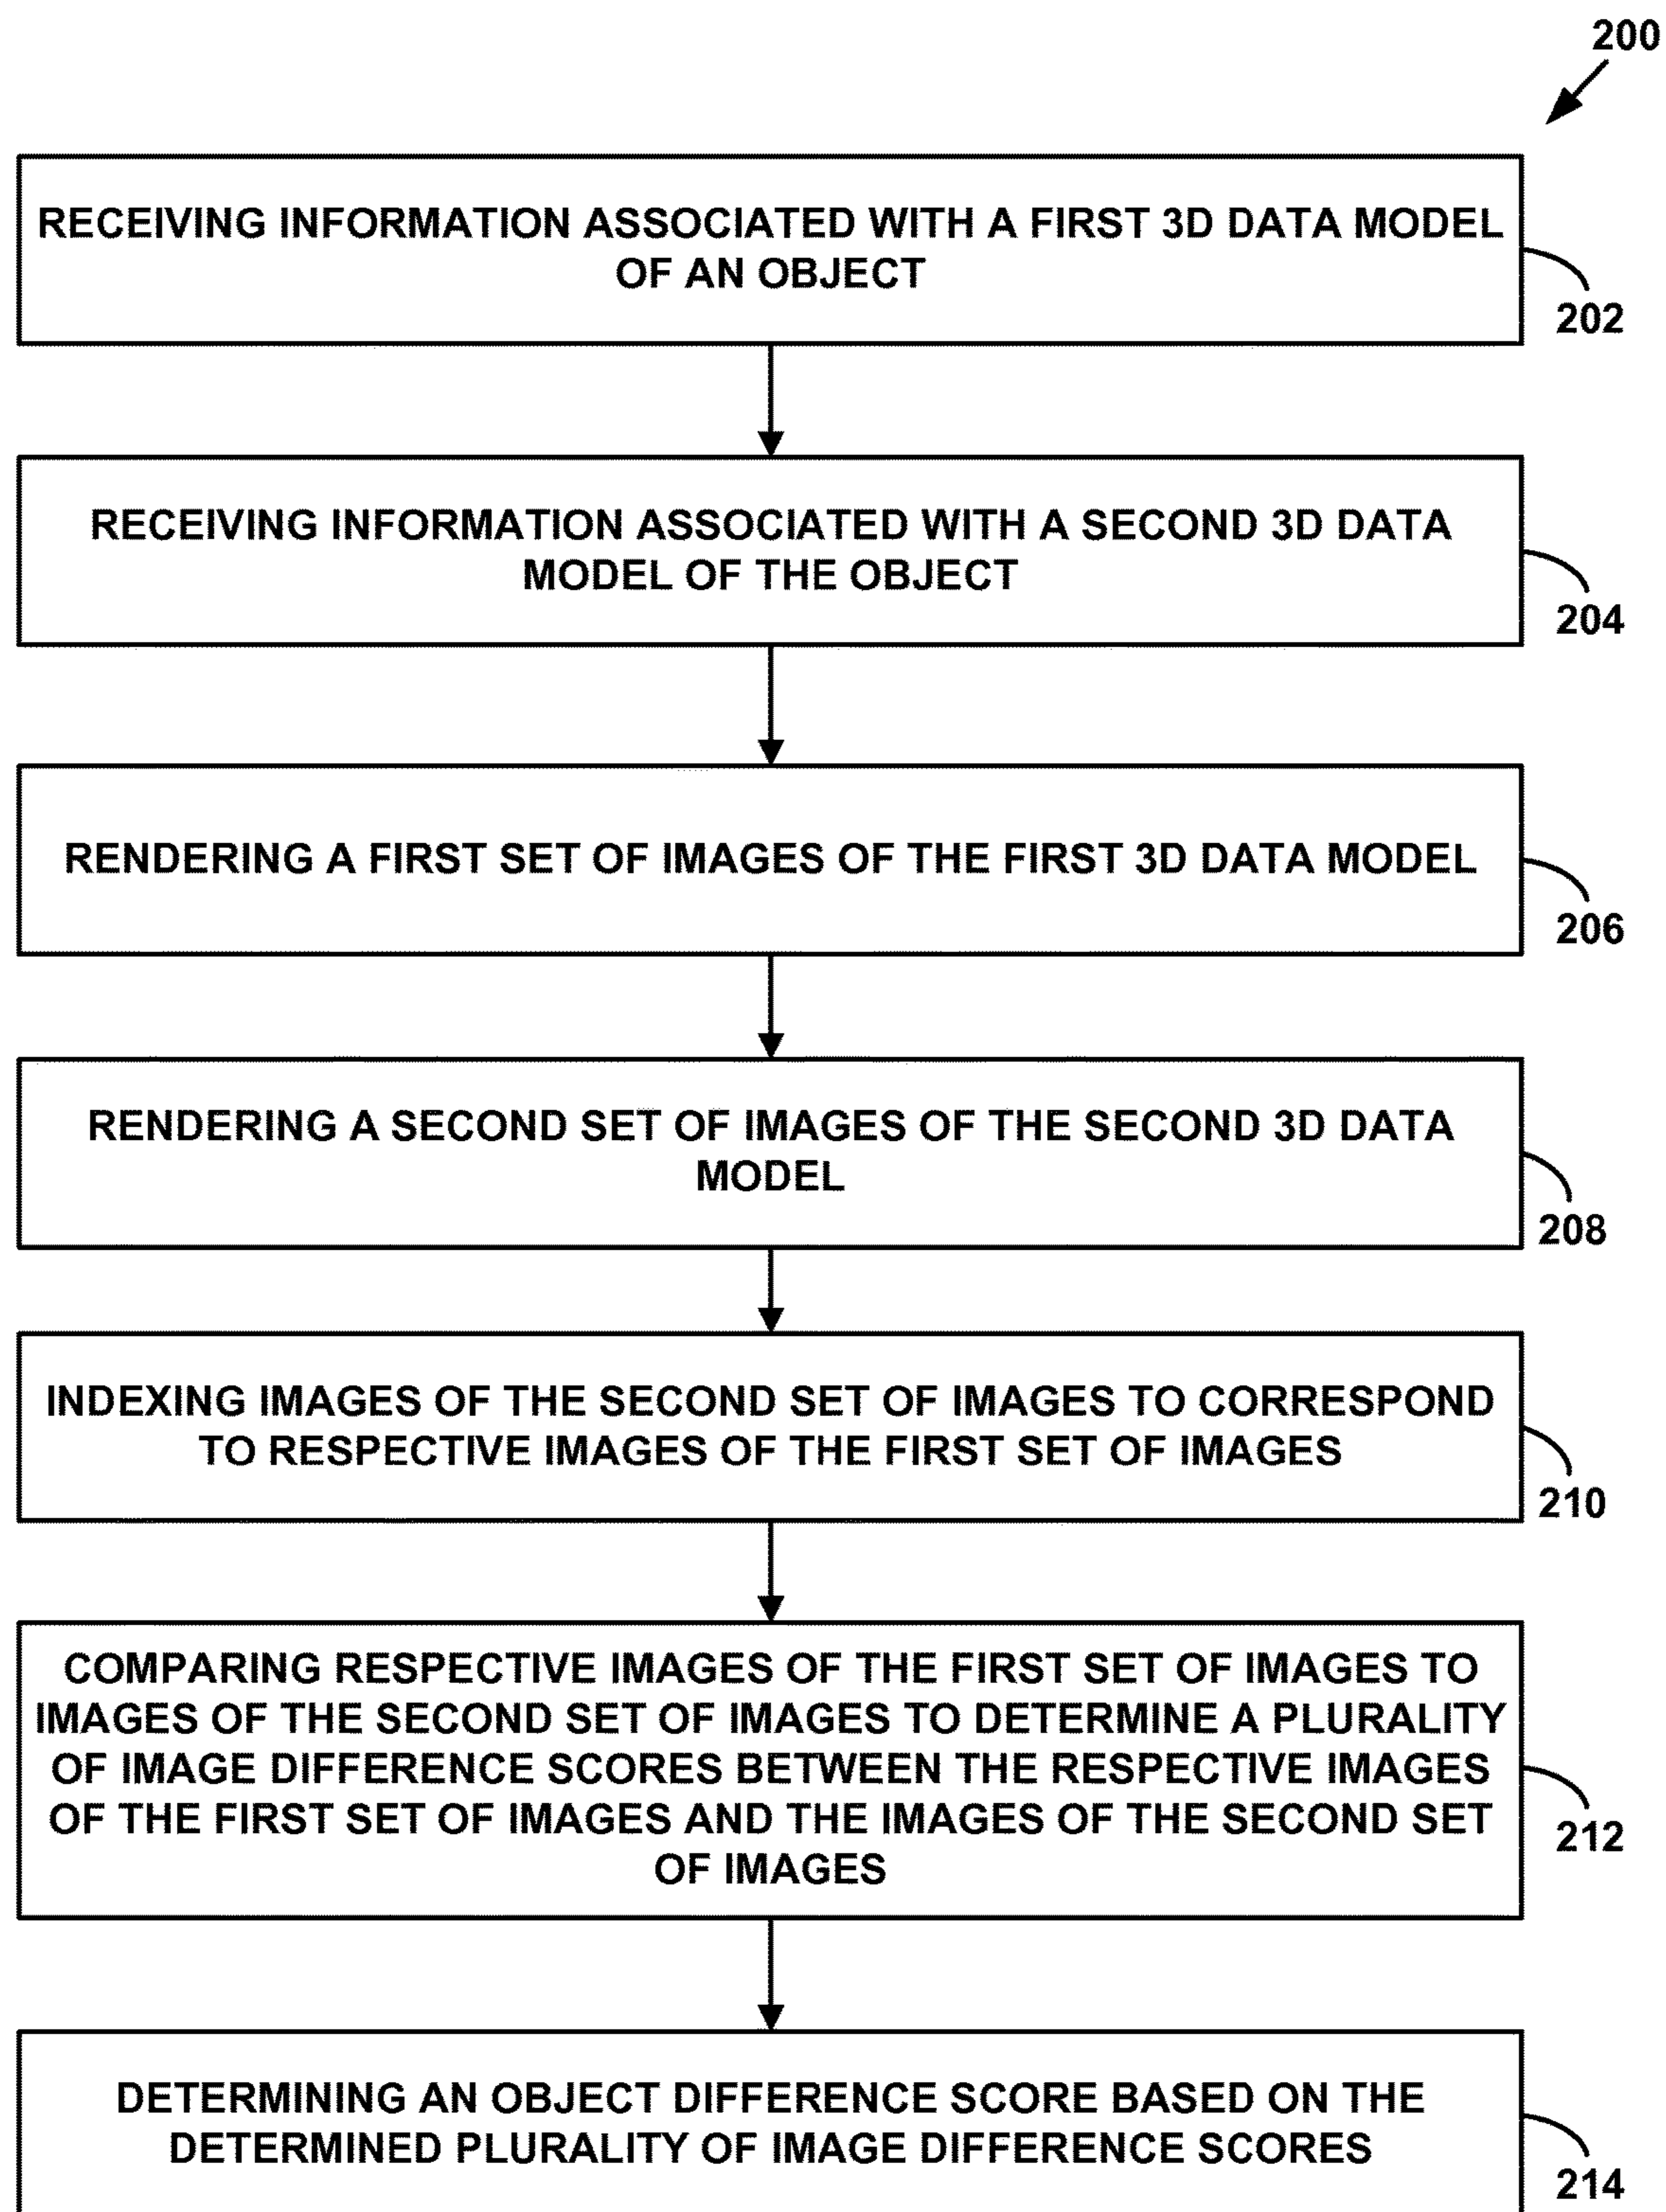 200
RECEIVING INFORMATION ASSOCIATED WITH A FIRST 3D DATA MODEL
OF AN OBJECT
202
RECEIVING INFORMATION ASSOCIATED WITH A SECOND 3D DATA
MODEL OF THE OBJECT
204
RENDERING A FIRST SET OF IMAGES OF THE FIRST 3D DATA MODEL
206
RENDERING A SECOND SET OF IMAGES OF THE SECOND 3D DATA
MODEL
208
INDEXING IMAGES OF THE SECOND SET OF IMAGES TO CORRESPOND
TO RESPECTIVE IMAGES OF THE FIRST SET OF IMAGES
210
COMPARING RESPECTIVE IMAGES OF THE FIRST SET OF IMAGES TO
IMAGES OF THE SECOND SET OF IMAGES TO DETERMINE A PLURALITY
OF IMAGE DIFFERENCE SCORES BETWEEN THE RESPECTIVE IMAGES
OF THE FIRST SET OF IMAGES AND THE IMAGES OF THE SECOND SET
OF IMAGES
212
DETERMINING AN OBJECT DIFFERENCE SCORE BASED ON THE
DETERMINED PLURALITY OF IMAGE DIFFERENCE SCORES
214